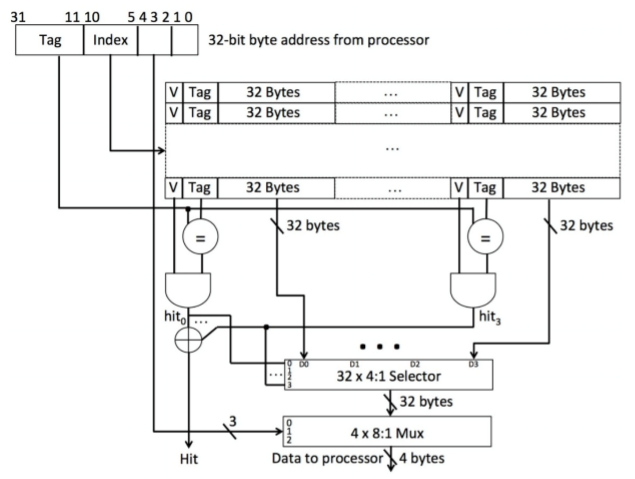 31 11 10 5 4 3 2 1 0
Tag Index 32-bit byte address from processor
V Tag 32 Bytes ... V Tag 32 Bytes
V Tag 32 Bytes ... V Tag 32 Bytes
...
V Tag 32 Bytes ... V Tag 32 Bytes
32 bytes 32 bytes
= =
hit0 ... hit3
• • •
0 D0 D1 D2 D3
1
2
... 3
32 x 4:1 Selector
32 bytes
3
0
1
2
4 x 8:1 Mux
Hit Data to processor 4 bytes